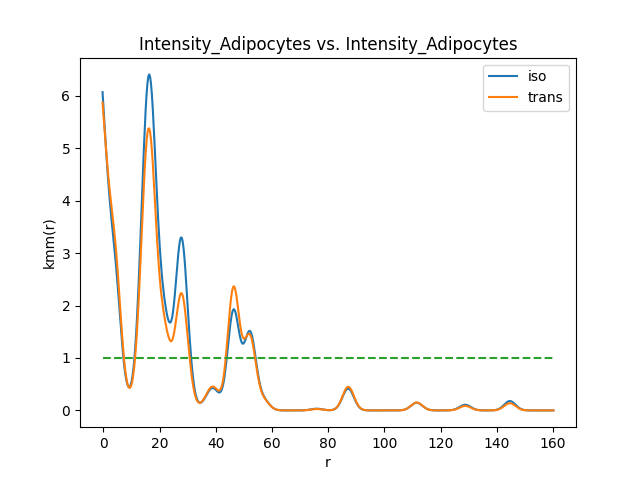 Intensity_Adipocytes vs. Intensity_Adipocytes
iso
trans
kmm(r)
6
5
4
3
2
1
0
0 20 40 60 80 100 120 140 160
r